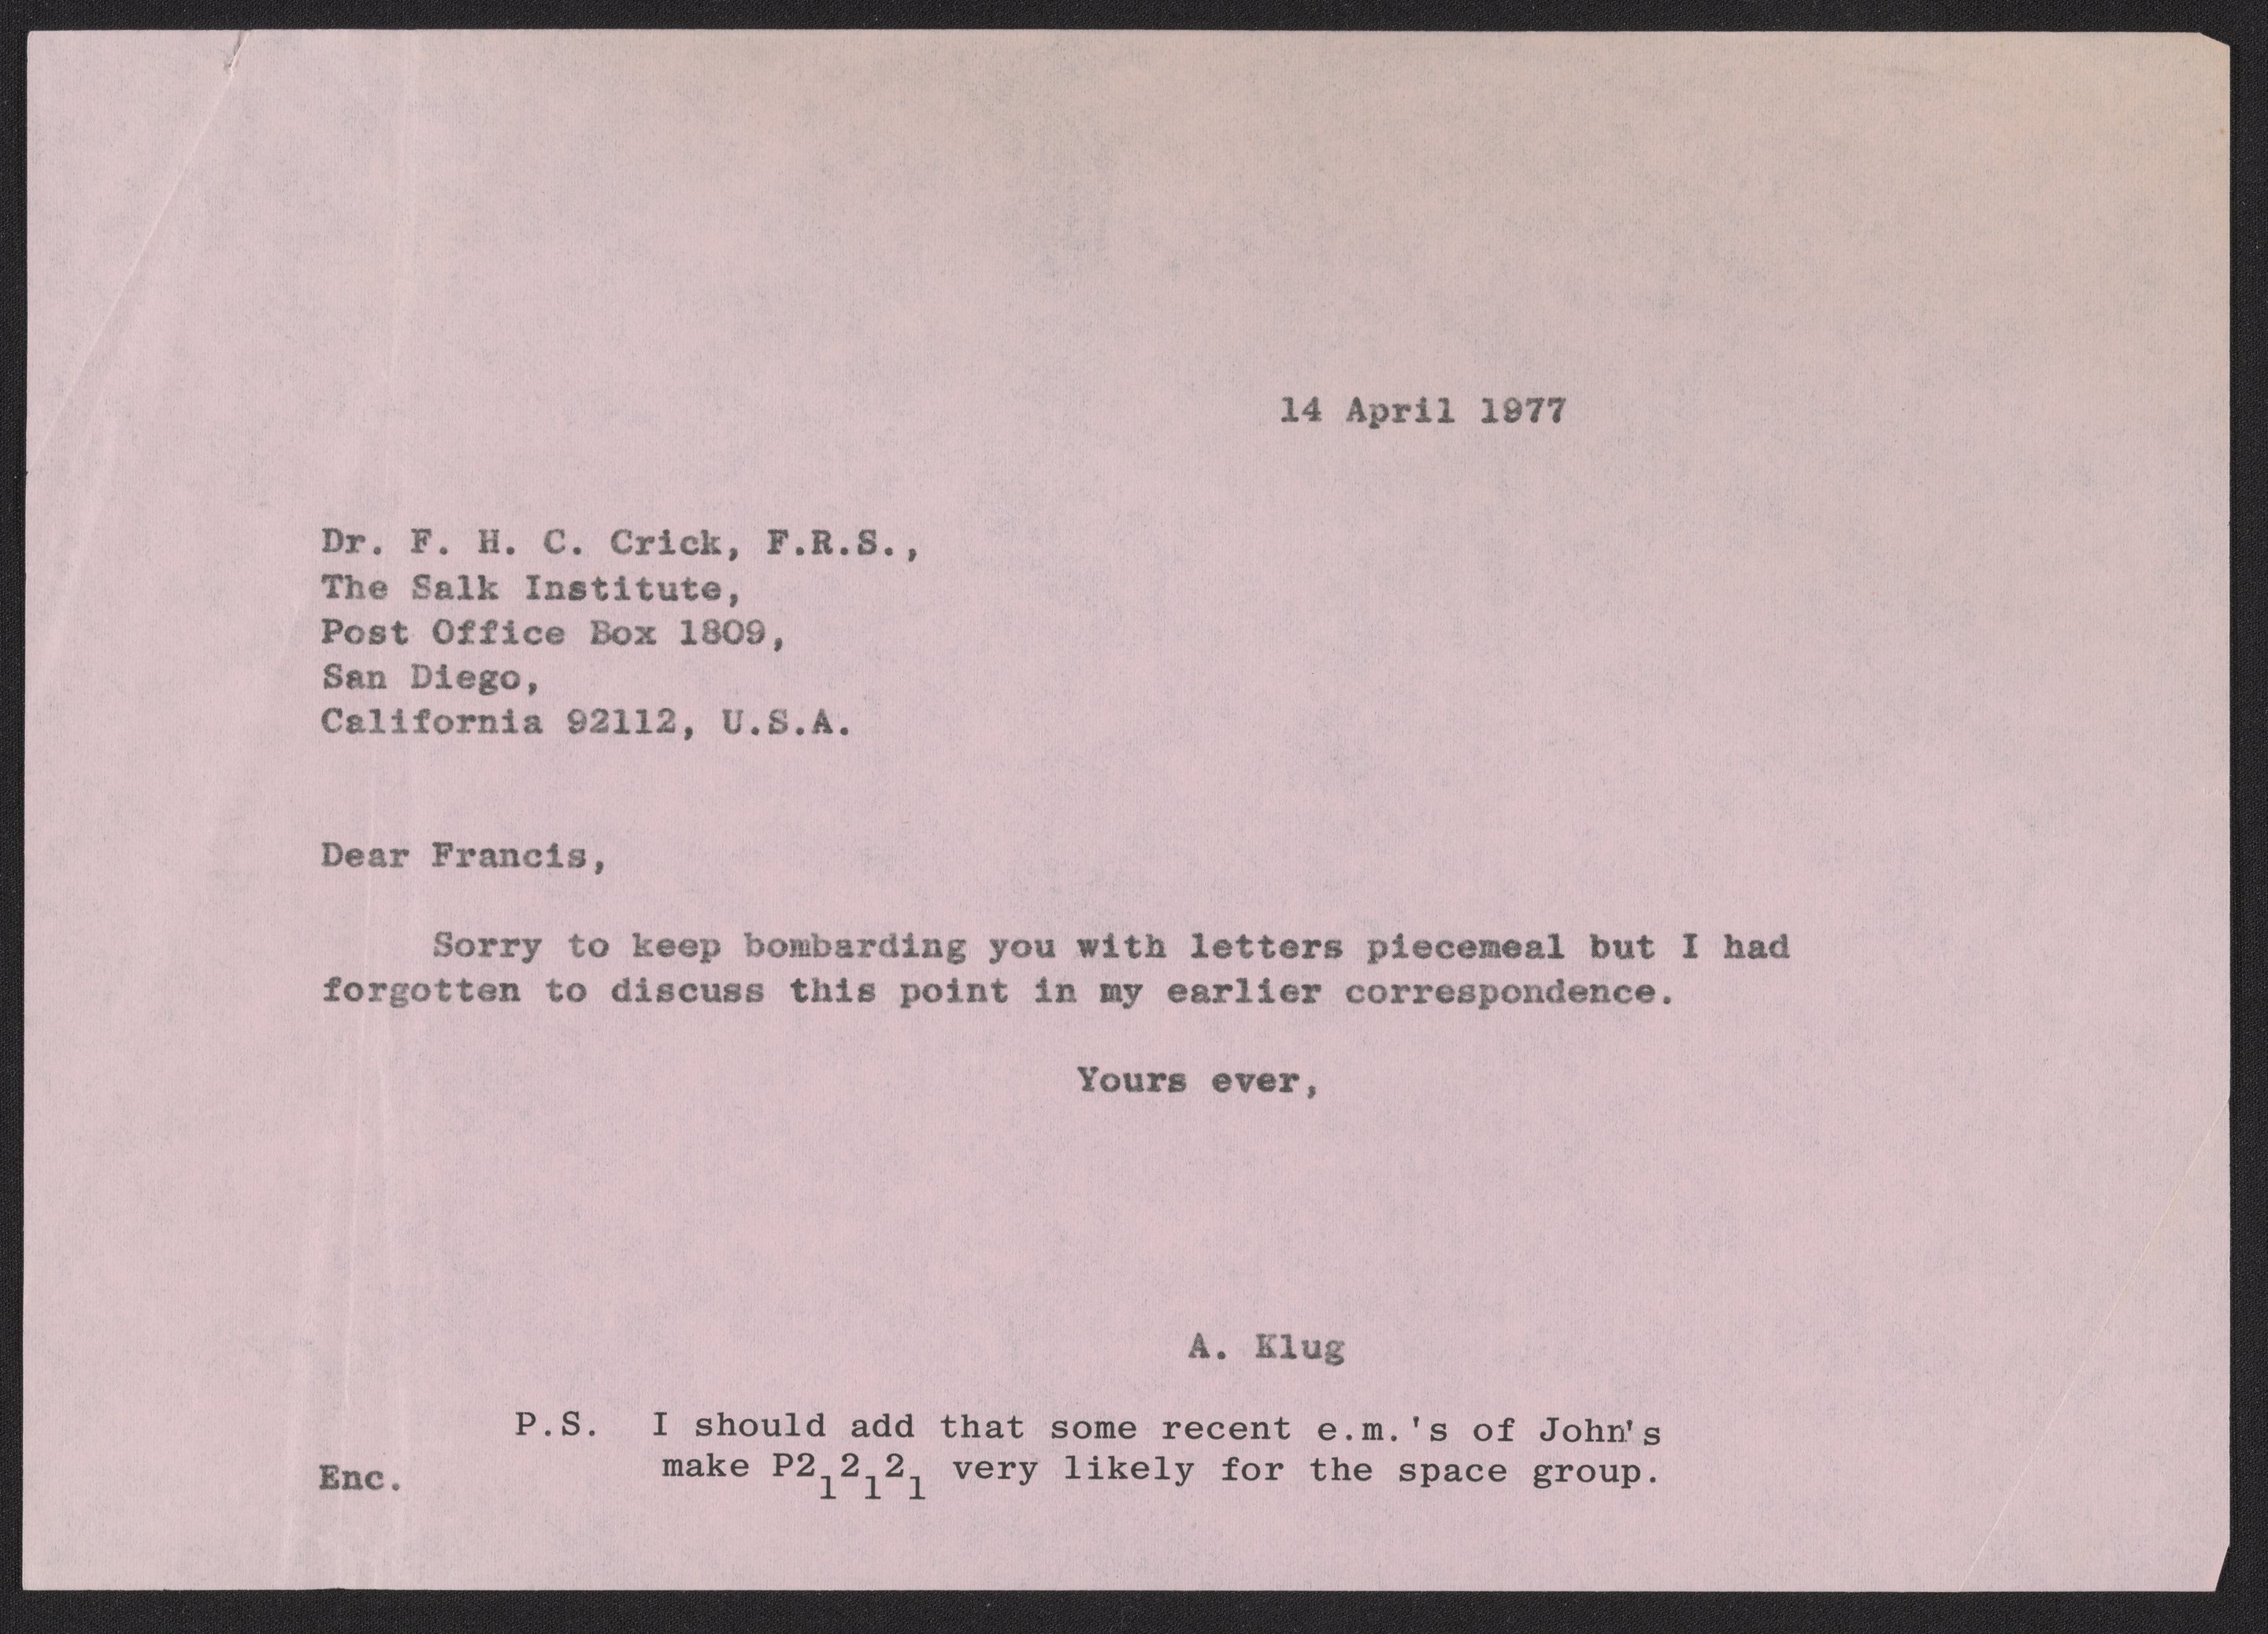 14 April 1977
Dr. F. H. C. Crick, F.R.S.,
The Salk Institute,
Post Office Box 1809,
San Diego,
California 92112, U.S.A.
Dear Francis,
Sorry to keep bombarding you with letters piecemeal but I had
forgotten to discuss this point in my earlier correspondence.
Yours ever,
A. Klug
P.S. I should add that some recent e.m.'s of John's
make P2₁2₁2₁ very likely for the space group.
Enc.